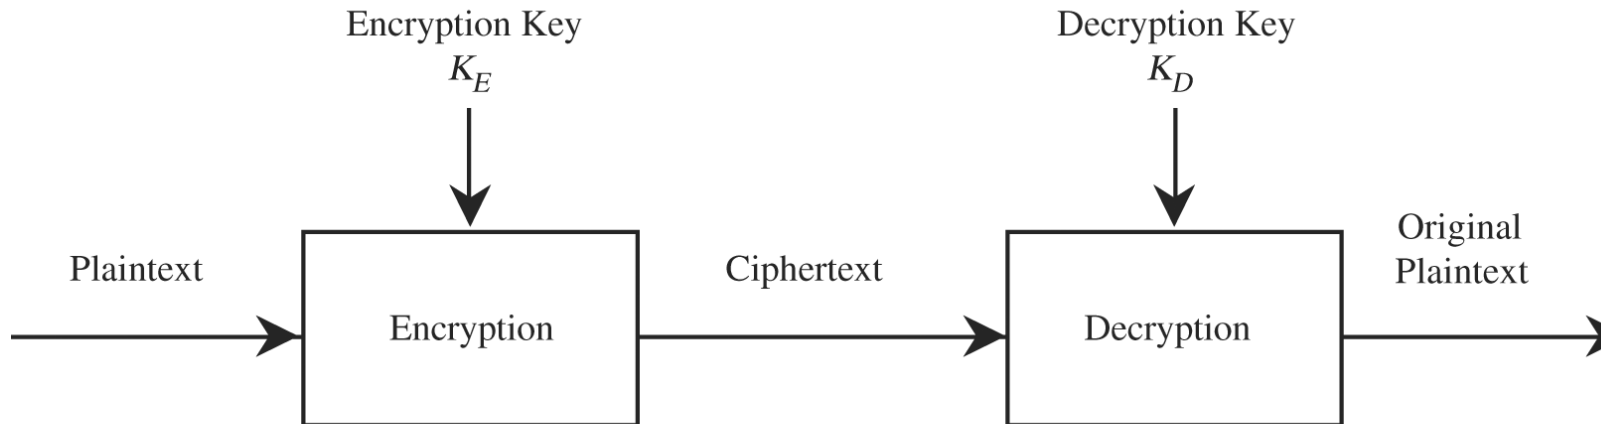 Encryption Key
K_E
Decryption Key
K_D
Plaintext
Encryption
Ciphertext
Decryption
Original
Plaintext